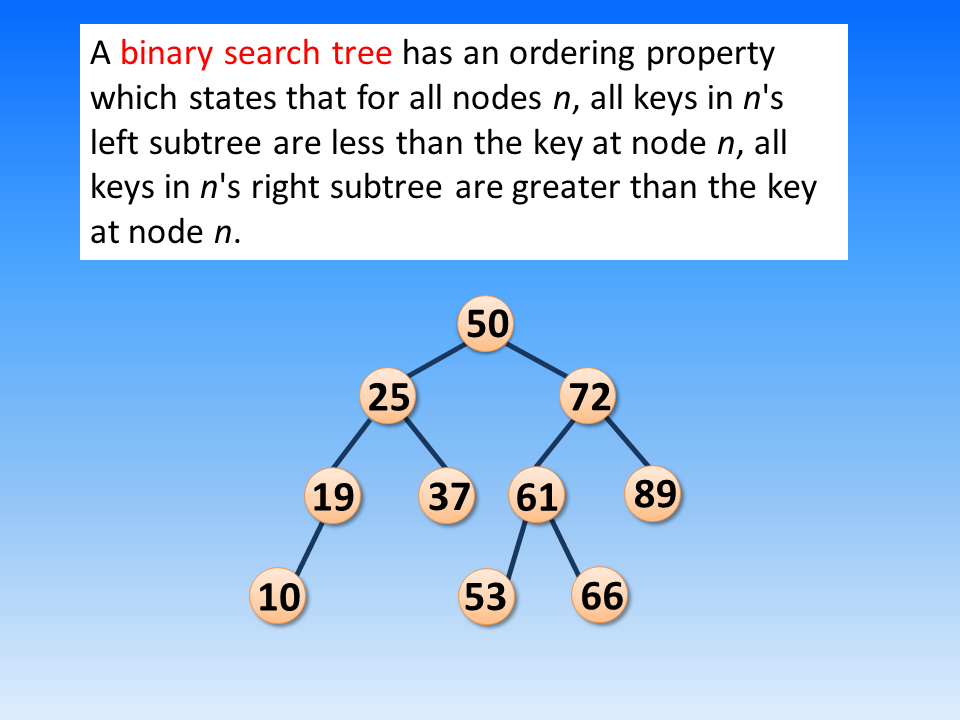 A binary search tree has an ordering property
which states that for all nodes n, all keys in n's
left subtree are less than the key at node n, all
keys in n's right subtree are greater than the key
at node n.
50
25 72
19 37 61 89
10 53 66